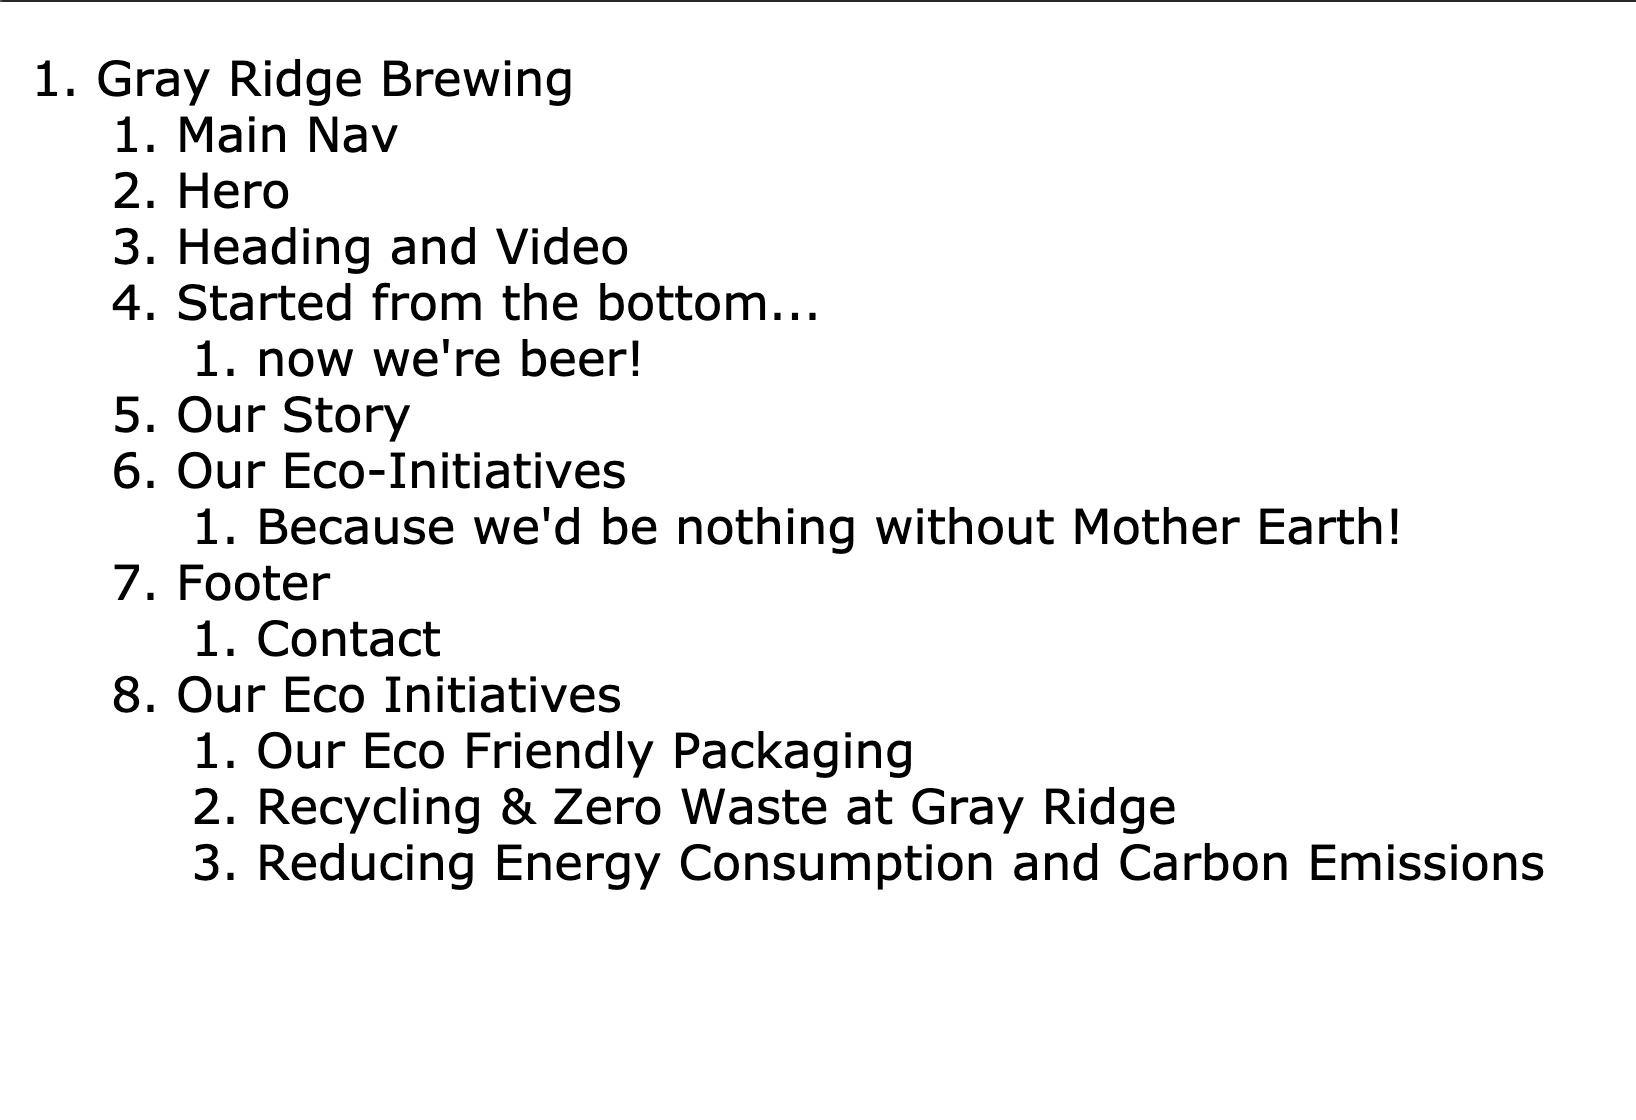 1. Gray Ridge Brewing
1. Main Nav
2. Hero
3. Heading and Video
4. Started from the bottom...
1. now we're beer!
5. Our Story
6. Our Eco-Initiatives
1. Because we'd be nothing without Mother Earth!
7. Footer
1. Contact
8. Our Eco Initiatives
1. Our Eco Friendly Packaging
2. Recycling & Zero Waste at Gray Ridge
3. Reducing Energy Consumption and Carbon Emissions